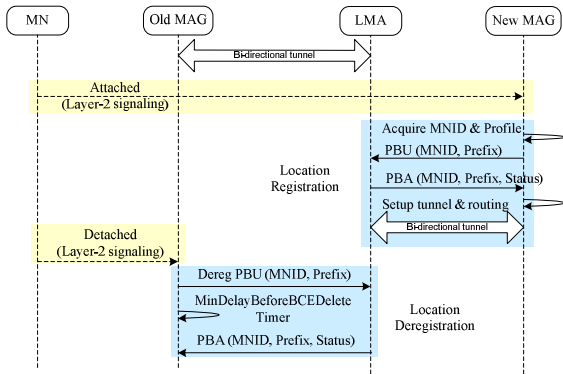 MN Old MAG LMA New MAG
Bi-directional tunnel
Attached
(Layer-2 signaling)
Acquire MNID & Profile
PBU (MNID, Prefix)
Location
Registration
PBA (MNID, Prefix, Status)
Setup tunnel & routing
Bi-directional tunnel
Detached
(Layer-2 signaling)
Dereg PBU (MNID, Prefix)
MinDelayBeforeBCEDelete
Timer
Location
Deregistration
PBA (MNID, Prefix, Status)